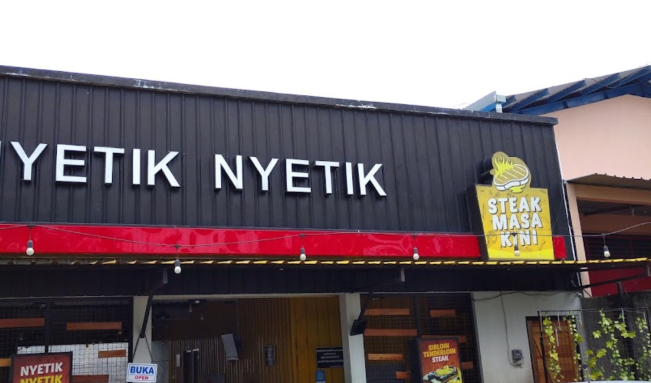 NYETIK NYETIK
STEAK
MASA
KINI
NYETIK
NYETIK
BUKA
OPEN
SIRLOIN
TENDERLOIN
STEAK